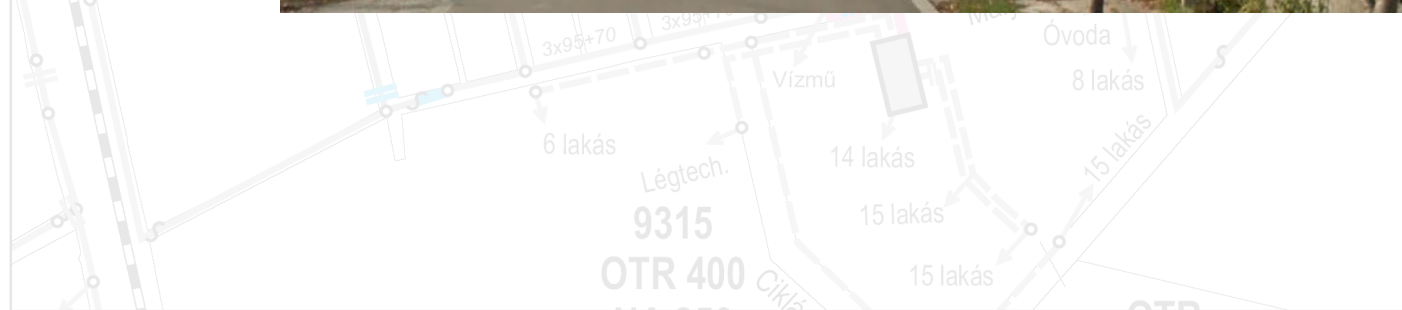 3x95+70
Óvoda
Vízmű
8 lakás
6 lakás
14 lakás
15 lakás
Légtech.
15 lakás
9315
OTR 400
15 lakás